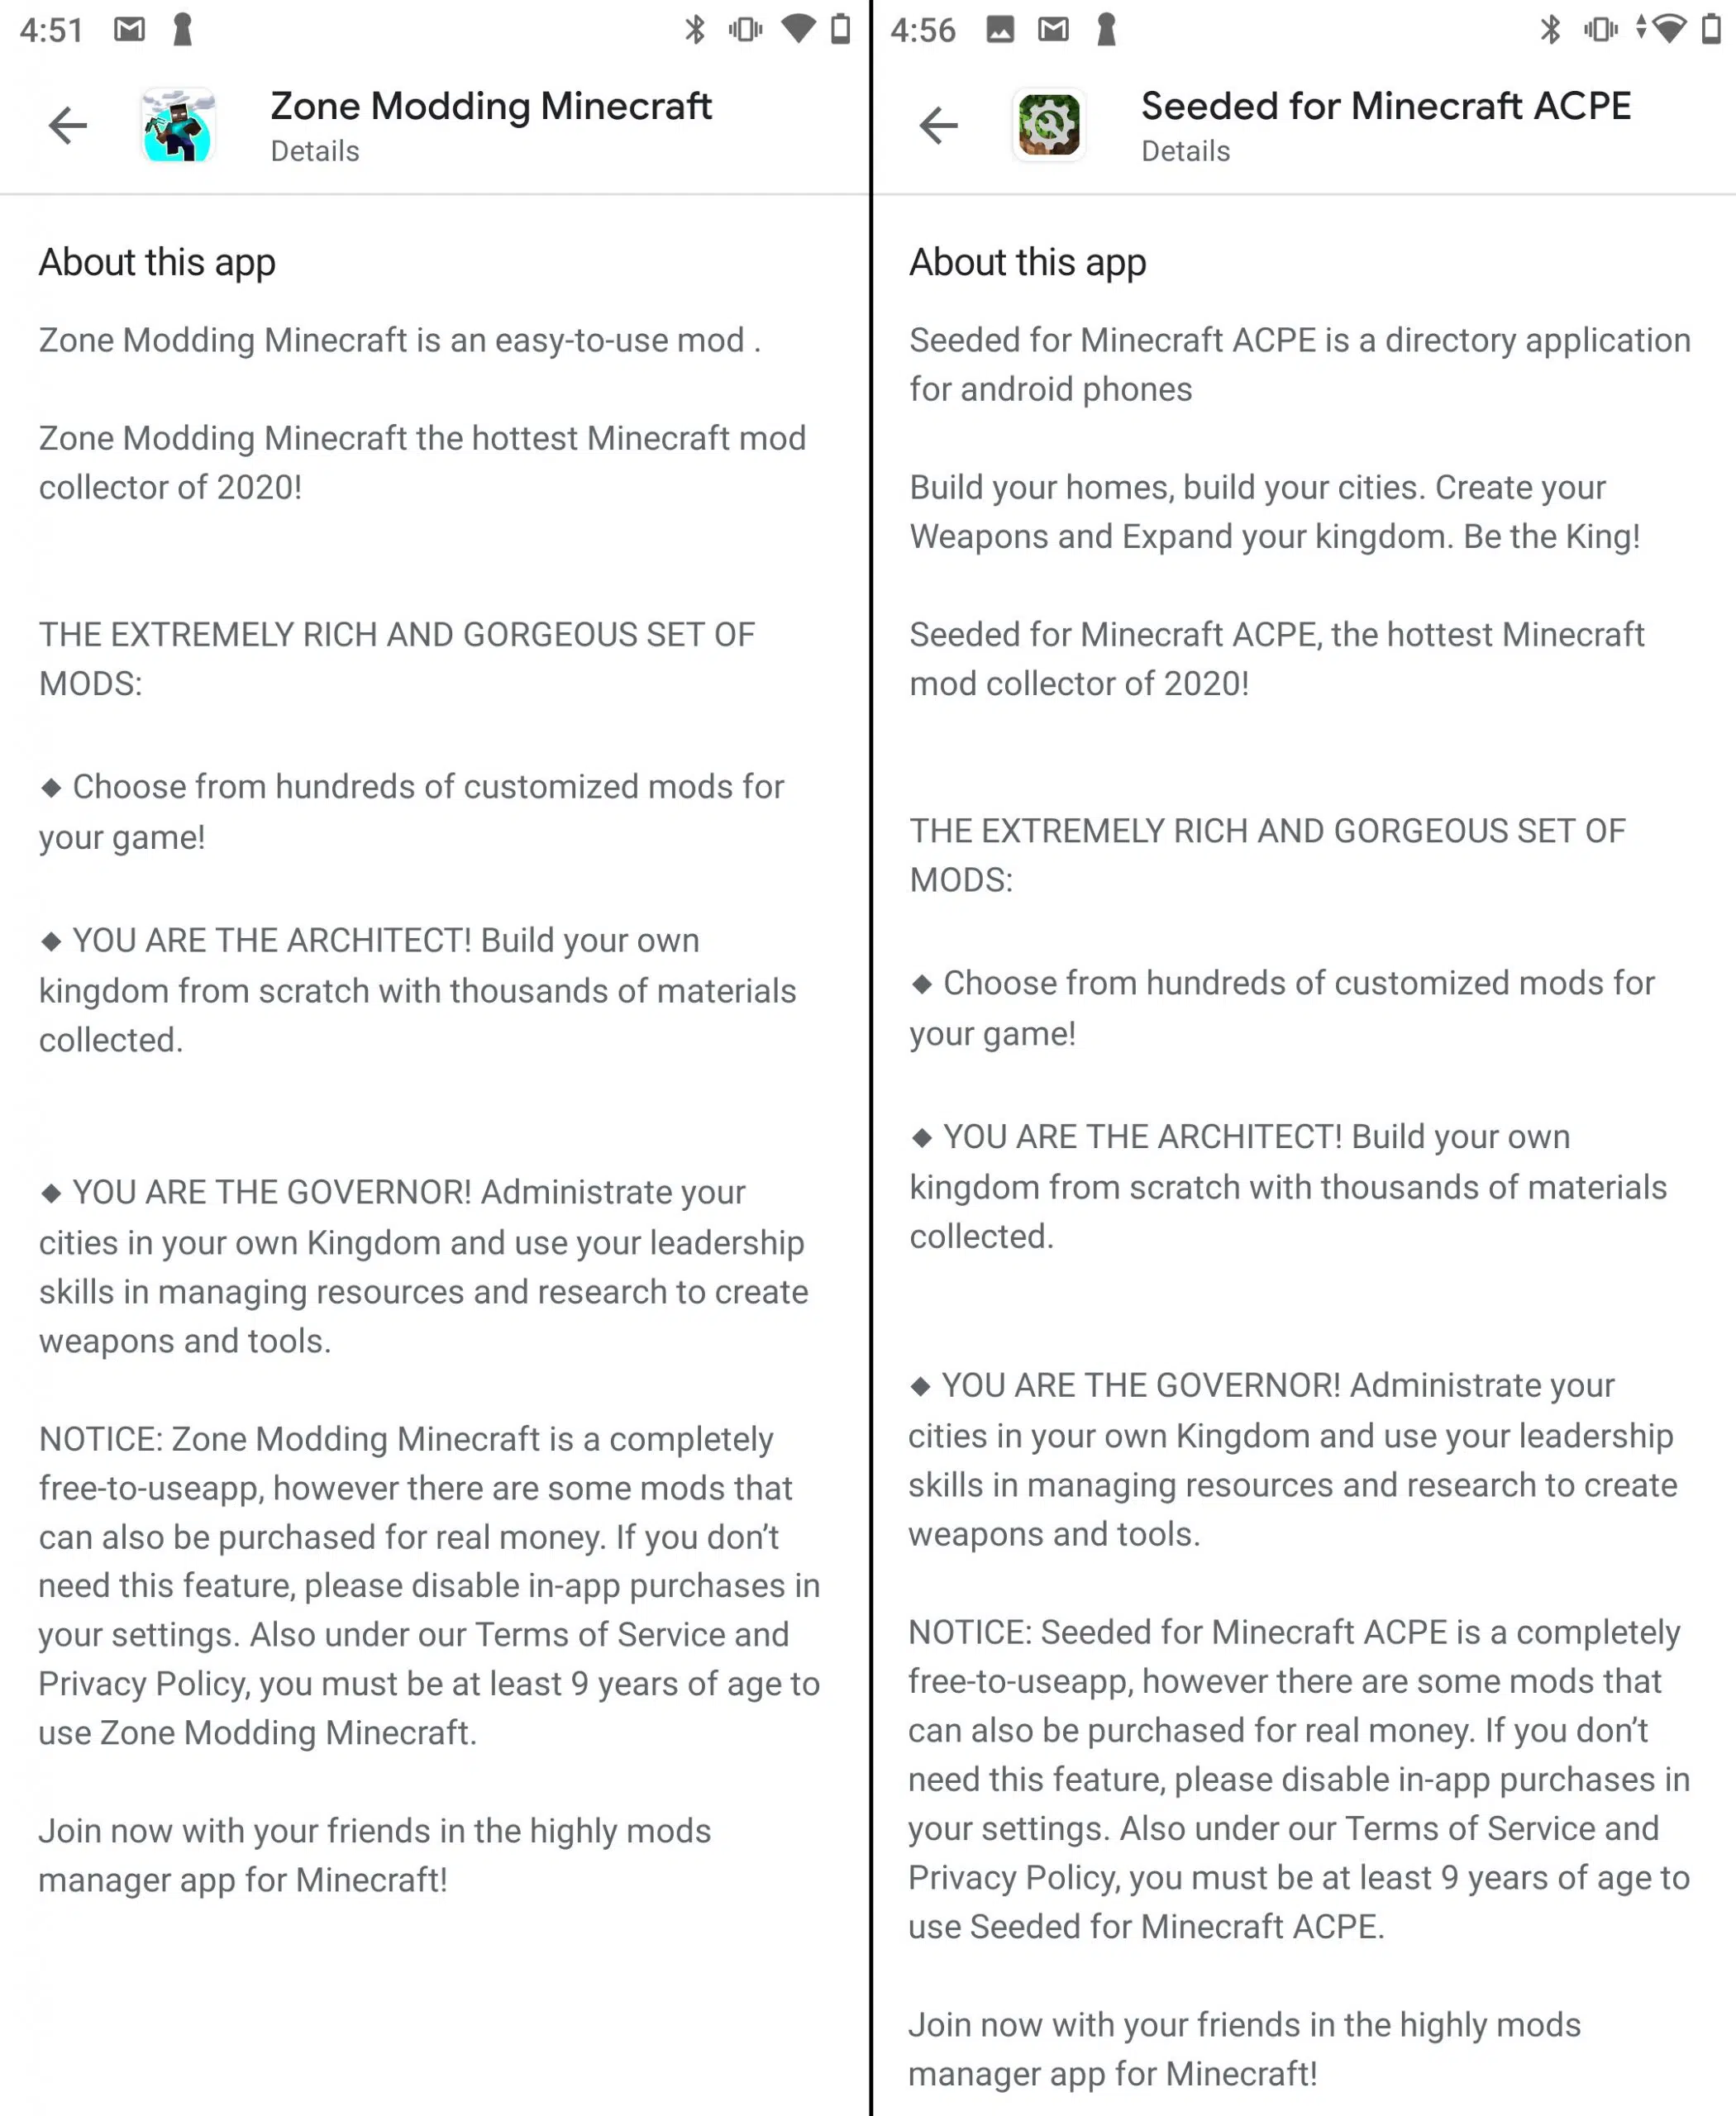 4:51
Zone Modding Minecraft
Details
About this app
Zone Modding Minecraft is an easy-to-use mod .
Zone Modding Minecraft the hottest Minecraft mod
collector of 2020!
THE EXTREMELY RICH AND GORGEOUS SET OF
MODS:
◆ Choose from hundreds of customized mods for
your game!
◆ YOU ARE THE ARCHITECT! Build your own
kingdom from scratch with thousands of materials
collected.
◆ YOU ARE THE GOVERNOR! Administrate your
cities in your own Kingdom and use your leadership
skills in managing resources and research to create
weapons and tools.
NOTICE: Zone Modding Minecraft is a completely
free-to-useapp, however there are some mods that
can also be purchased for real money. If you don’t
need this feature, please disable in-app purchases in
your settings. Also under our Terms of Service and
Privacy Policy, you must be at least 9 years of age to
use Zone Modding Minecraft.
Join now with your friends in the highly mods
manager app for Minecraft!
4:56
Seeded for Minecraft ACPE
Details
About this app
Seeded for Minecraft ACPE is a directory application
for android phones
Build your homes, build your cities. Create your
Weapons and Expand your kingdom. Be the King!
Seeded for Minecraft ACPE, the hottest Minecraft
mod collector of 2020!
THE EXTREMELY RICH AND GORGEOUS SET OF
MODS:
◆ Choose from hundreds of customized mods for
your game!
◆ YOU ARE THE ARCHITECT! Build your own
kingdom from scratch with thousands of materials
collected.
◆ YOU ARE THE GOVERNOR! Administrate your
cities in your own Kingdom and use your leadership
skills in managing resources and research to create
weapons and tools.
NOTICE: Seeded for Minecraft ACPE is a completely
free-to-useapp, however there are some mods that
can also be purchased for real money. If you don’t
need this feature, please disable in-app purchases in
your settings. Also under our Terms of Service and
Privacy Policy, you must be at least 9 years of age to
use Seeded for Minecraft ACPE.
Join now with your friends in the highly mods
manager app for Minecraft!